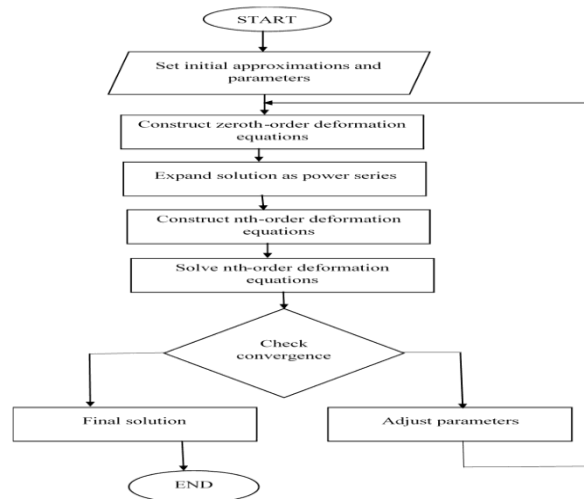 START
Set initial approximations and
parameters
Construct zeroth-order deformation
equations
Expand solution as power series
Construct nth-order deformation
equations
Solve nth-order deformation
equations
Check
convergence
Final solution
Adjust parameters
END